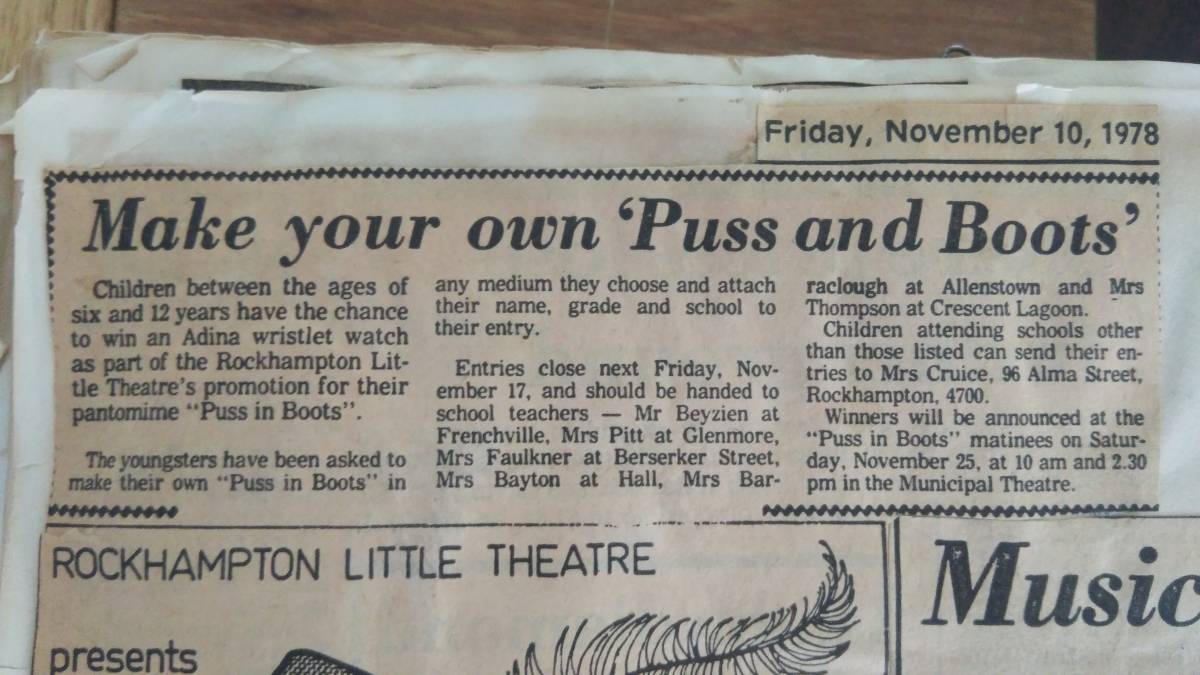 Friday, November 10, 1978
Make your own ‘Puss and Boots’
Children between the ages of
six and 12 years have the chance
to win an Adina wristlet watch
as part of the Rockhampton Lit-
tle Theatre’s promotion for their
pantomime “Puss in Boots”.
The youngsters have been asked to
make their own “Puss in Boots” in
any medium they choose and attach
their name, grade and school to
their entry.
Entries close next Friday, Nov-
ember 17, and should be handed to
school teachers — Mr Beyzien at
Frenchville, Mrs Pitt at Glenmore,
Mrs Faulkner at Berserker Street,
Mrs Bayton at Hall, Mrs Bar-
raclough at Allenstown and Mrs
Thompson at Crescent Lagoon.
Children attending schools other
than those listed can send their en-
tries to Mrs Cruice, 96 Alma Street,
Rockhampton, 4700.
Winners will be announced at the
“Puss in Boots” matinees on Satur-
day, November 25, at 10 am and 2.30
pm in the Municipal Theatre.
ROCKHAMPTON LITTLE THEATRE
presents
Music